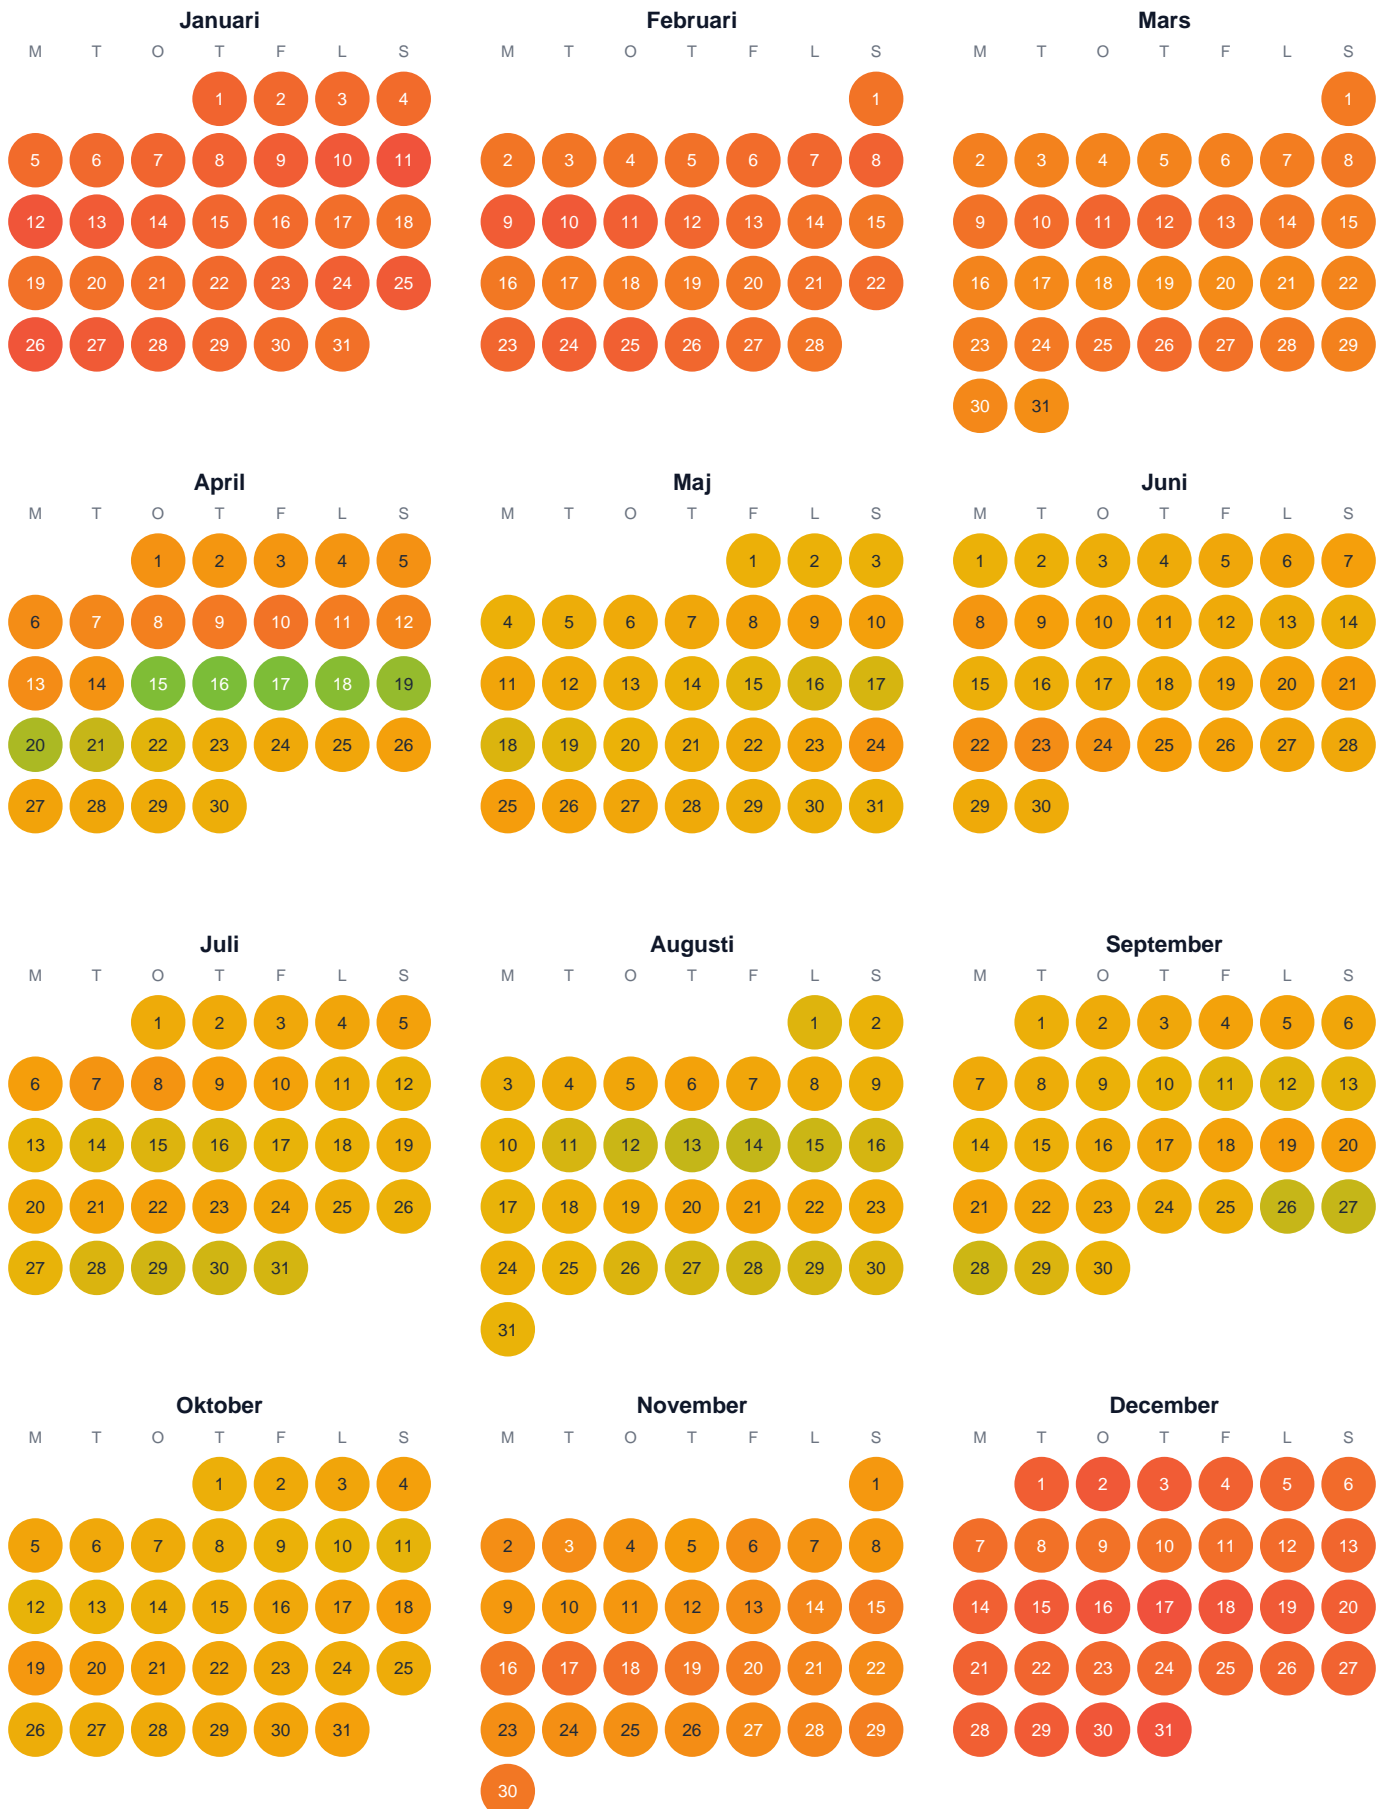 Januari Februari Mars
M T O T F L S M T O T F L S M T O T F L S
1 2 3 4 1 1
5 6 7 8 9 10 11 2 3 4 5 6 7 8 2 3 4 5 6 7 8
12 13 14 15 16 17 18 9 10 11 12 13 14 15 9 10 11 12 13 14 15
19 20 21 22 23 24 25 16 17 18 19 20 21 22 16 17 18 19 20 21 22
26 27 28 29 30 31 23 24 25 26 27 28 23 24 25 26 27 28 29
30 31
April Maj Juni
M T O T F L S M T O T F L S M T O T F L S
1 2 3 4 5 1 2 3 1 2 3 4 5 6 7
6 7 8 9 10 11 12 4 5 6 7 8 9 10 8 9 10 11 12 13 14
13 14 15 16 17 18 19 11 12 13 14 15 16 17 15 16 17 18 19 20 21
20 21 22 23 24 25 26 18 19 20 21 22 23 24 22 23 24 25 26 27 28
27 28 29 30 25 26 27 28 29 30 31 29 30
Juli Augusti September
M T O T F L S M T O T F L S M T O T F L S
1 2 3 4 5 1 2 1 2 3 4 5 6
6 7 8 9 10 11 12 3 4 5 6 7 8 9 7 8 9 10 11 12 13
13 14 15 16 17 18 19 10 11 12 13 14 15 16 14 15 16 17 18 19 20
20 21 22 23 24 25 26 17 18 19 20 21 22 23 21 22 23 24 25 26 27
27 28 29 30 31 24 25 26 27 28 29 30 28 29 30
31
Oktober November December
M T O T F L S M T O T F L S M T O T F L S
1 2 3 4 1 1 2 3 4 5 6
5 6 7 8 9 10 11 2 3 4 5 6 7 8 7 8 9 10 11 12 13
12 13 14 15 16 17 18 9 10 11 12 13 14 15 14 15 16 17 18 19 20
19 20 21 22 23 24 25 16 17 18 19 20 21 22 21 22 23 24 25 26 27
26 27 28 29 30 31 23 24 25 26 27 28 29 28 29 30 31
30